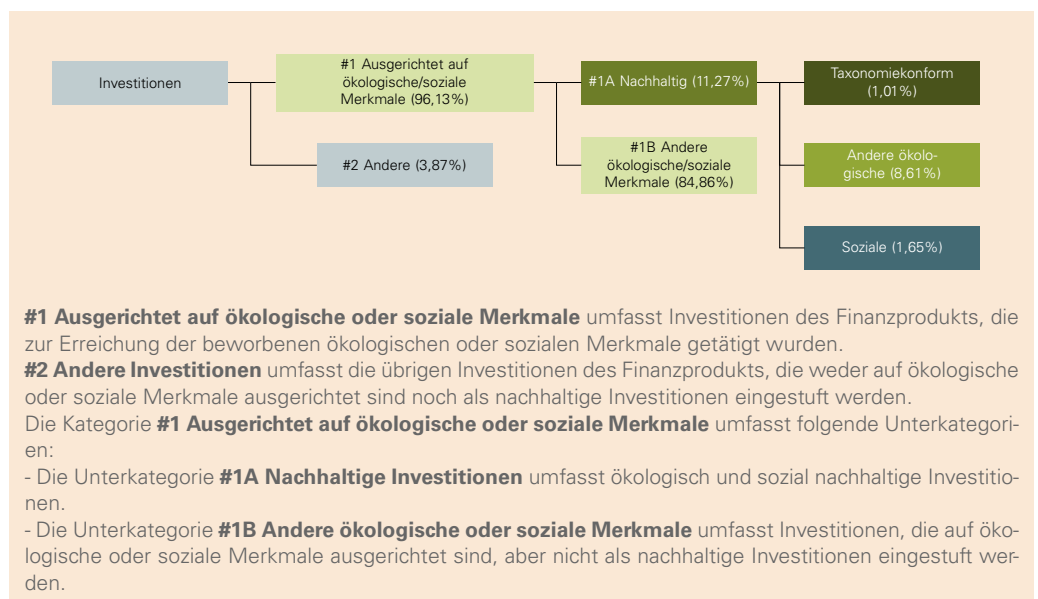 Investitionen
#1 Ausgerichtet auf
ökologische/soziale
Merkmale (96,13%)
#1A Nachhaltig (11,27%)
Taxonomiekonform
(1,01%)
#2 Andere (3,87%)
#1B Andere
ökologische/soziale
Merkmale (84,86%)
Andere ökolo-
gische (8,61%)
Soziale (1,65%)
#1 Ausgerichtet auf ökologische oder soziale Merkmale umfasst Investitionen des Finanzprodukts, die
zur Erreichung der beworbenen ökologischen oder sozialen Merkmale getätigt wurden.
#2 Andere Investitionen umfasst die übrigen Investitionen des Finanzprodukts, die weder auf ökologische
oder soziale Merkmale ausgerichtet sind noch als nachhaltige Investitionen eingestuft werden.
Die Kategorie #1 Ausgerichtet auf ökologische oder soziale Merkmale umfasst folgende Unterkategori-
en:
- Die Unterkategorie #1A Nachhaltige Investitionen umfasst ökologisch und sozial nachhaltige Investitio-
nen.
- Die Unterkategorie #1B Andere ökologische oder soziale Merkmale umfasst Investitionen, die auf öko-
logische oder soziale Merkmale ausgerichtet sind, aber nicht als nachhaltige Investitionen eingestuft wer-
den.